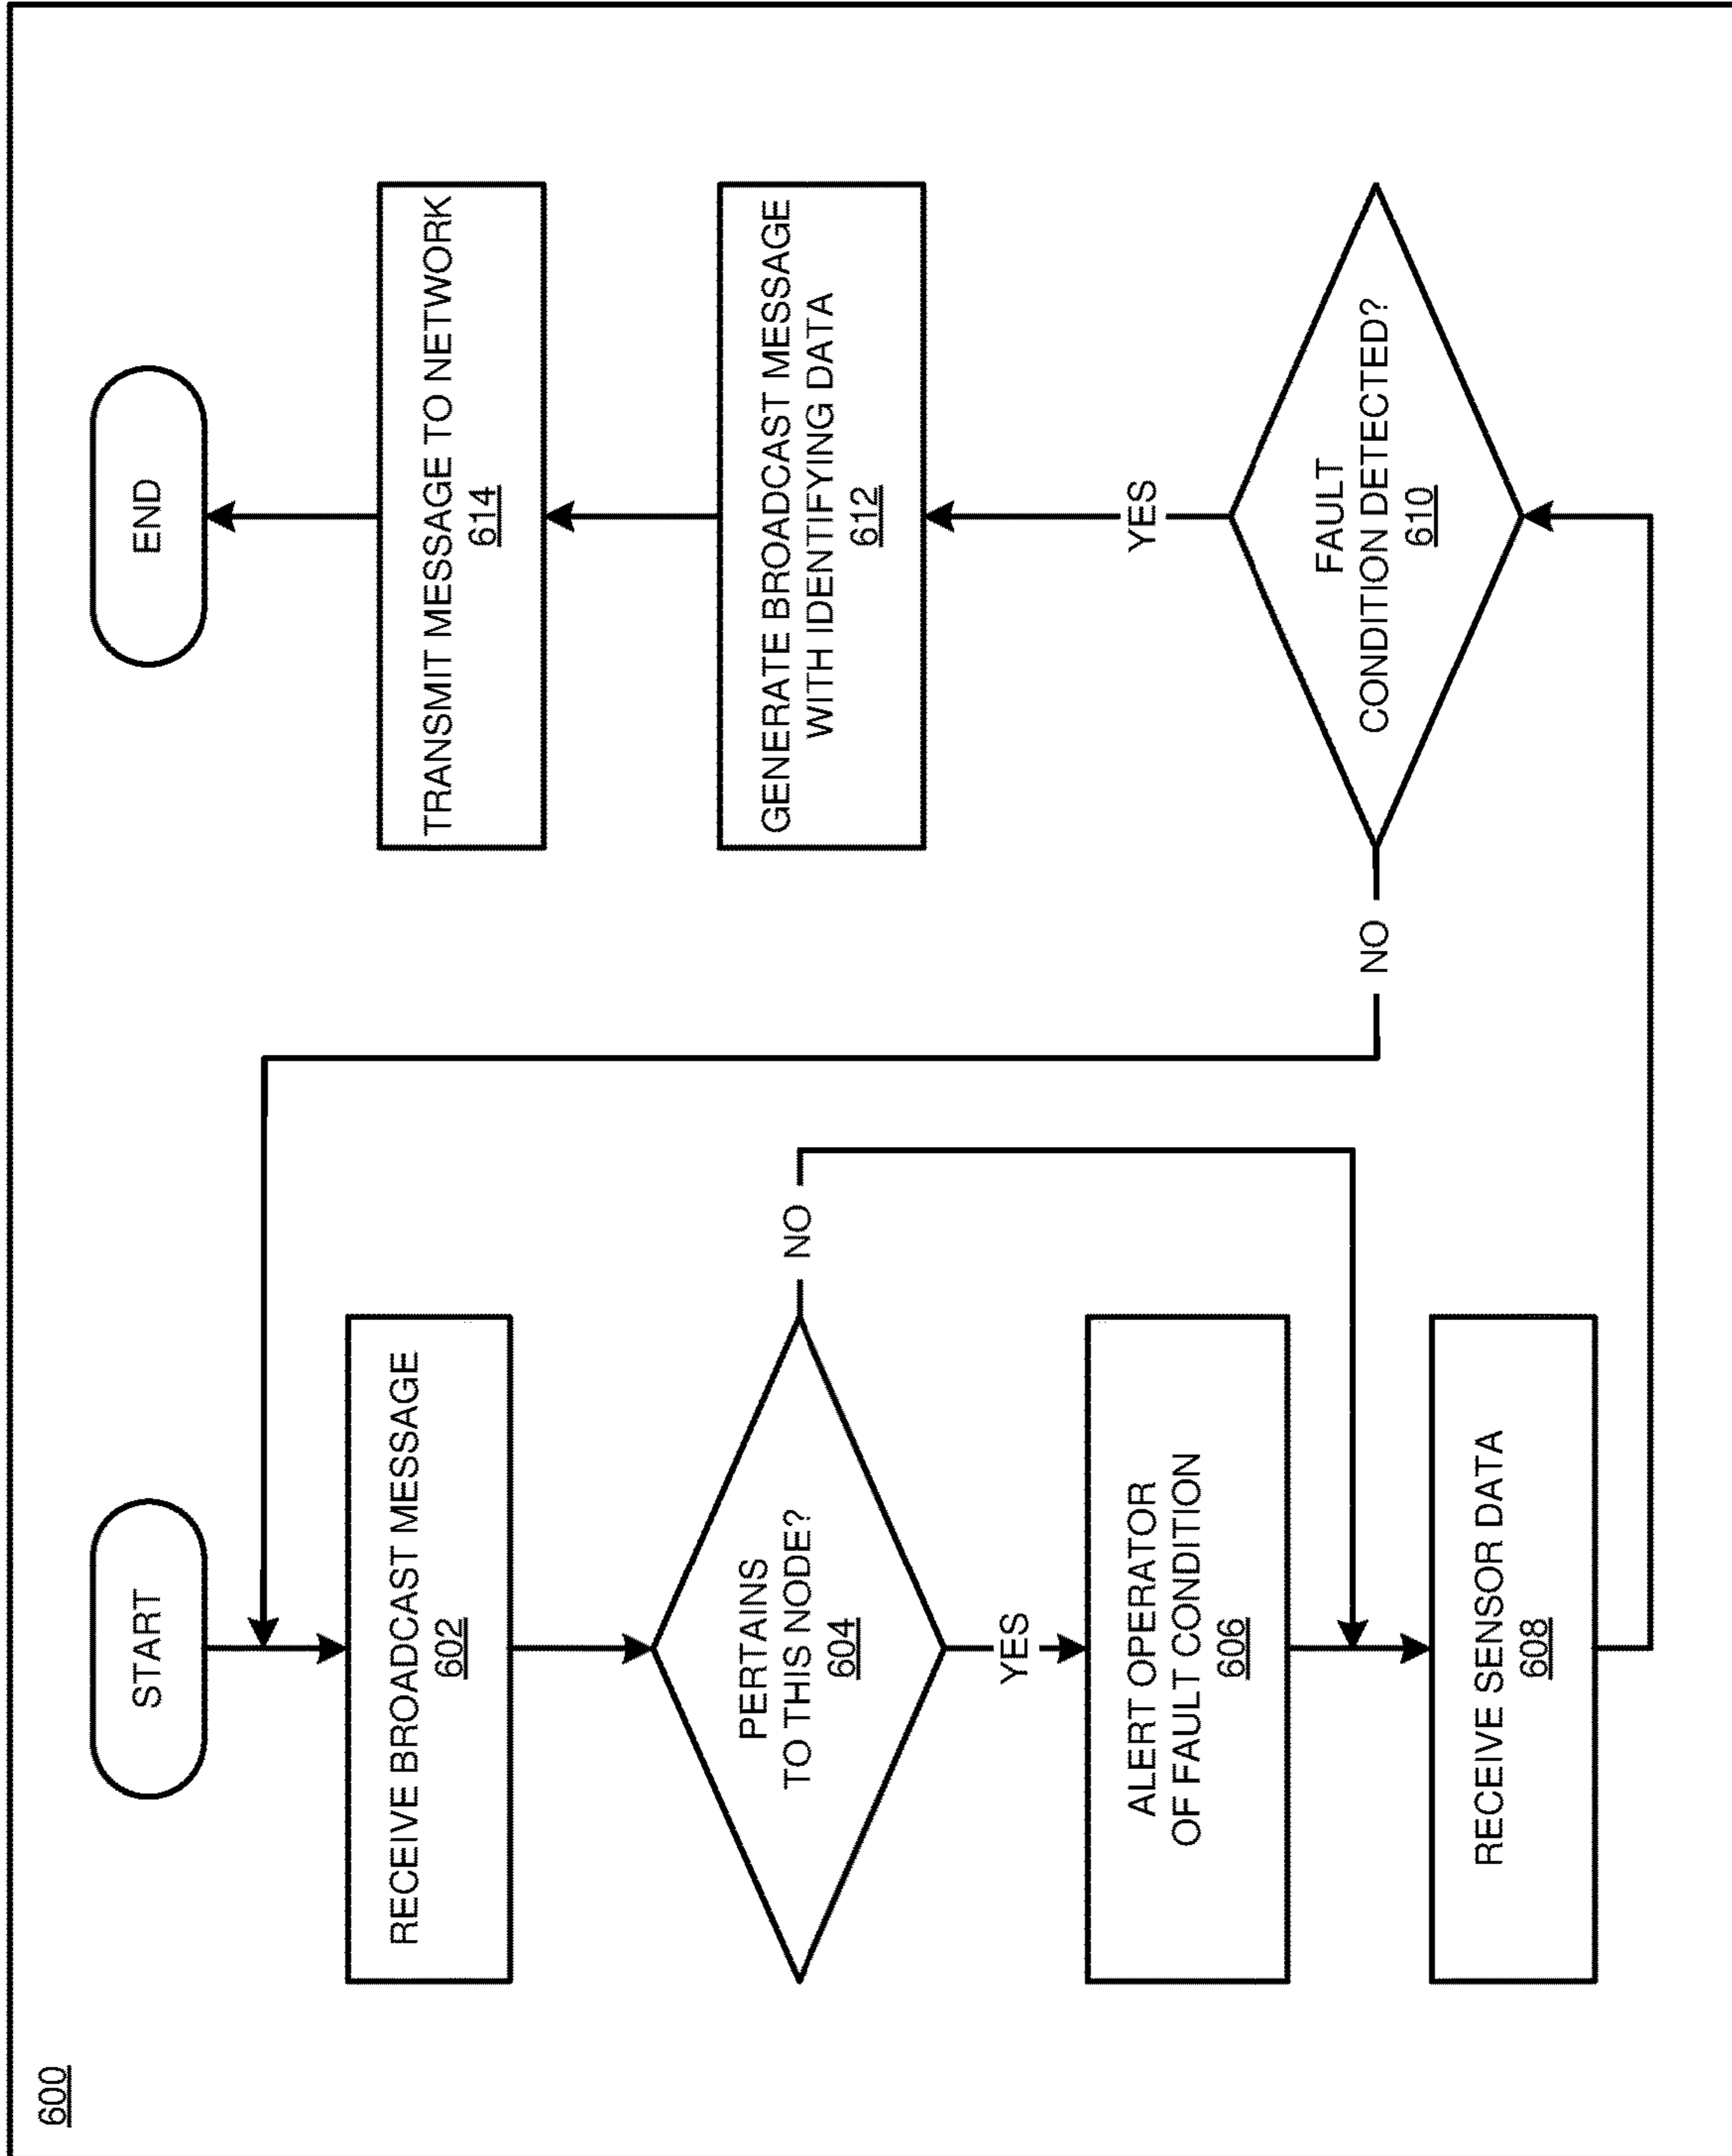 600
START
RECEIVE BROADCAST MESSAGE
602
PERTAINS
TO THIS NODE?
604
NO
YES
ALERT OPERATOR
OF FAULT CONDITION
606
RECEIVE SENSOR DATA
608
END
TRANSMIT MESSAGE TO NETWORK
614
GENERATE BROADCAST MESSAGE
WITH IDENTIFYING DATA
612
YES
FAULT
CONDITION DETECTED?
610
NO